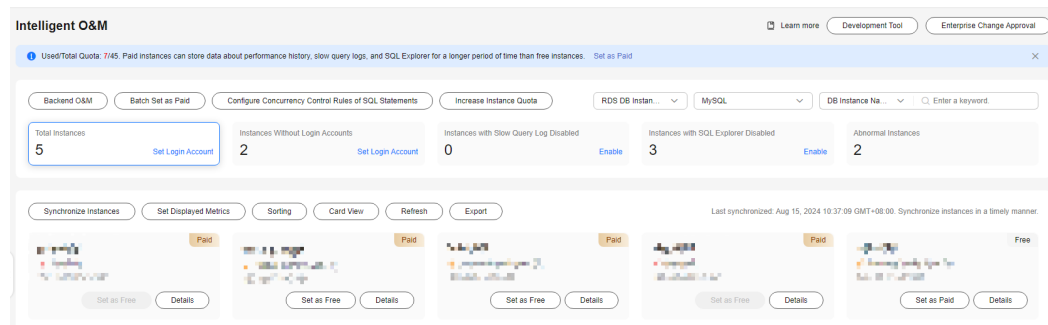 Intelligent O&M
Learn more
Development Tool
Enterprise Change Approval
Used/Total Quota: 7/45. Paid instances can store data about performance history, slow query logs, and SQL Explorer for a longer period of time than free instances. Set as Paid
Backend O&M
Batch Set as Paid
Configure Concurrency Control Rules of SQL Statements
Increase Instance Quota
RDS DB Instan...
MySQL
DB Instance Na...
Enter a keyword.
Total Instances
5
Set Login Account
Instances Without Login Accounts
2
Set Login Account
Instances with Slow Query Log Disabled
0
Enable
Instances with SQL Explorer Disabled
3
Enable
Abnormal Instances
2
Synchronize Instances
Set Displayed Metrics
Sorting
Card View
Refresh
Export
Last synchronized: Aug 15, 2024 10:37:09 GMT+08:00. Synchronize instances in a timely manner.
Paid
Set as Free
Details
Paid
Set as Free
Details
Paid
Set as Free
Details
Paid
Set as Free
Details
Free
Set as Paid
Details